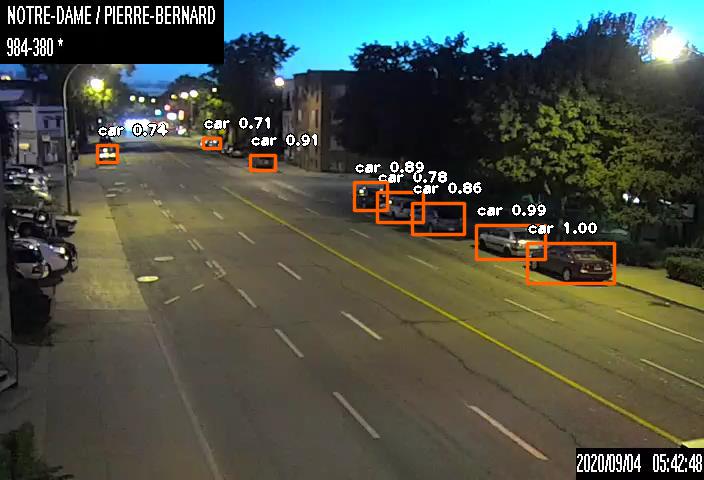 NOTRE-DAME / PIERRE-BERNARD
984-380 *
car 0.74
car 0.71
car 0.91
car 0.89
car 0.78
car 0.86
car 0.99
car 1.00
2020/09/04 05:42:48